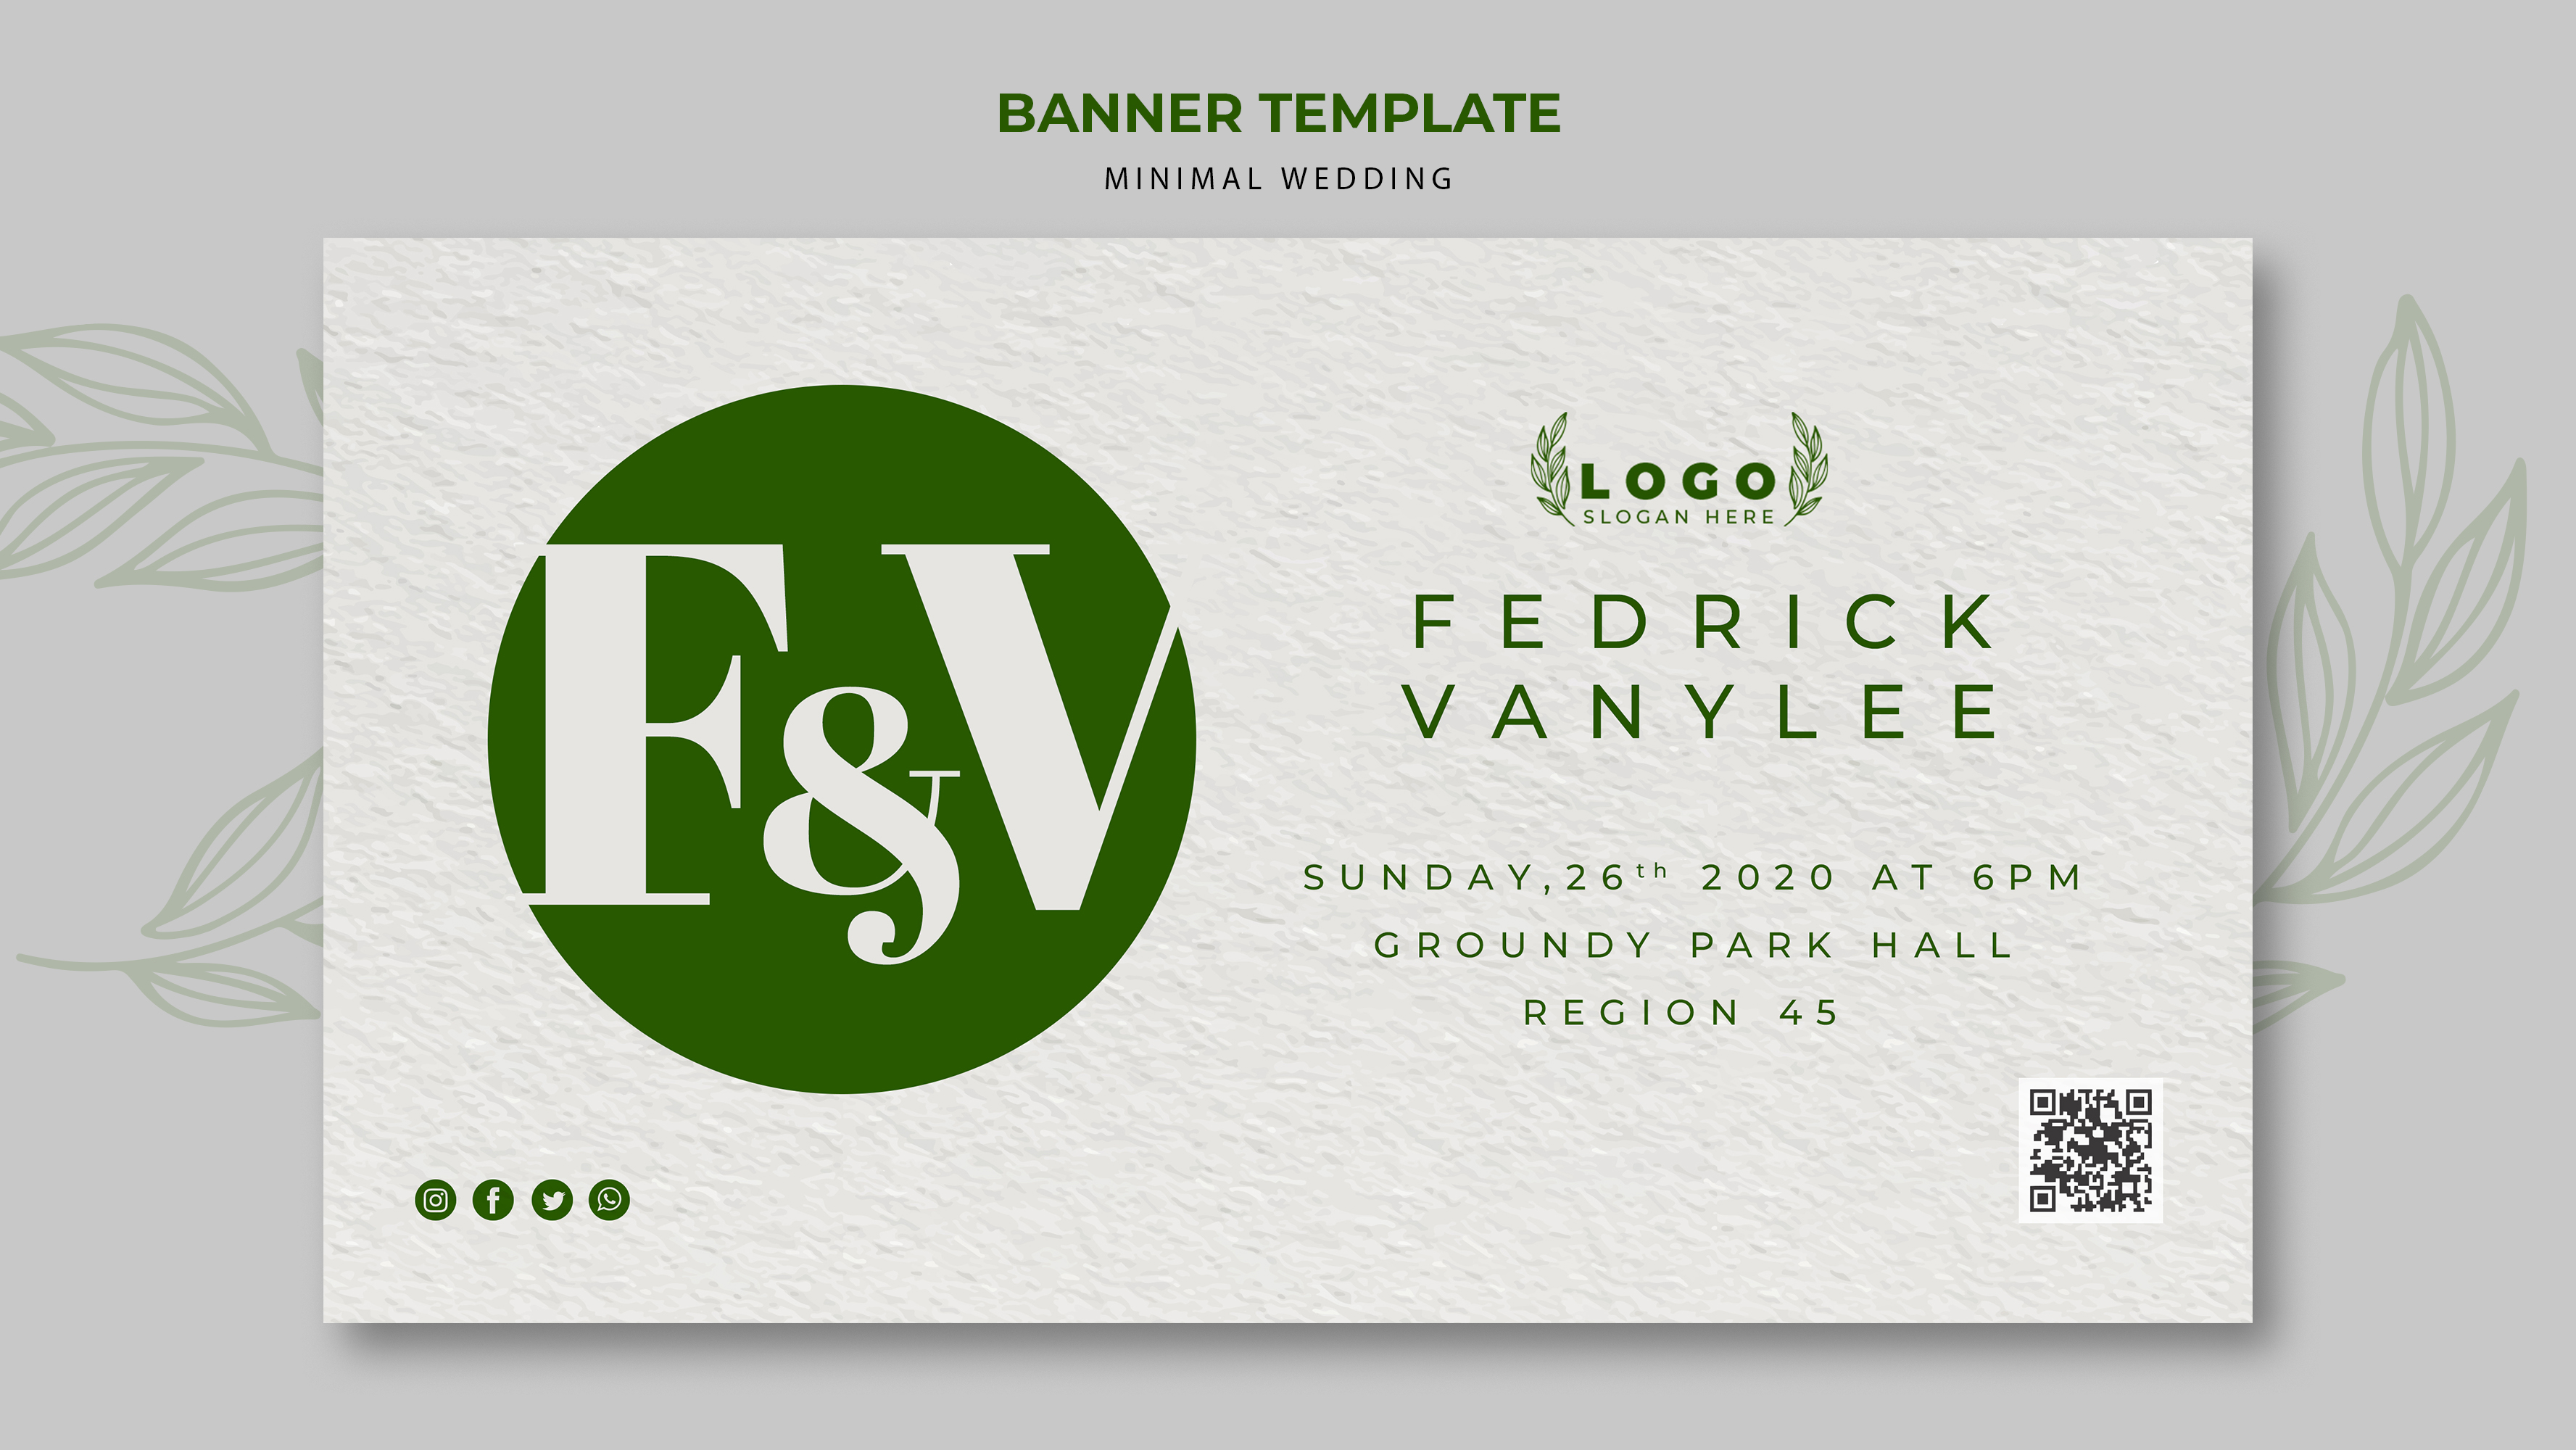 BANNER TEMPLATE
MINIMAL WEDDING
F&V
LOGO
SLOGAN HERE
FEDRICK
VANYLEE
SUNDAY,26th 2020 AT 6PM
GROUNDY PARK HALL
REGION 45